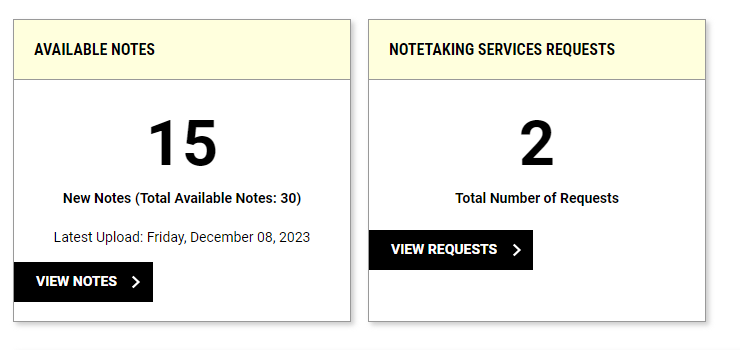 AVAILABLE NOTES
15
New Notes (Total Available Notes: 30)
Latest Upload: Friday, December 08, 2023
VIEW NOTES
NOTETAKING SERVICES REQUESTS
2
Total Number of Requests
VIEW REQUESTS